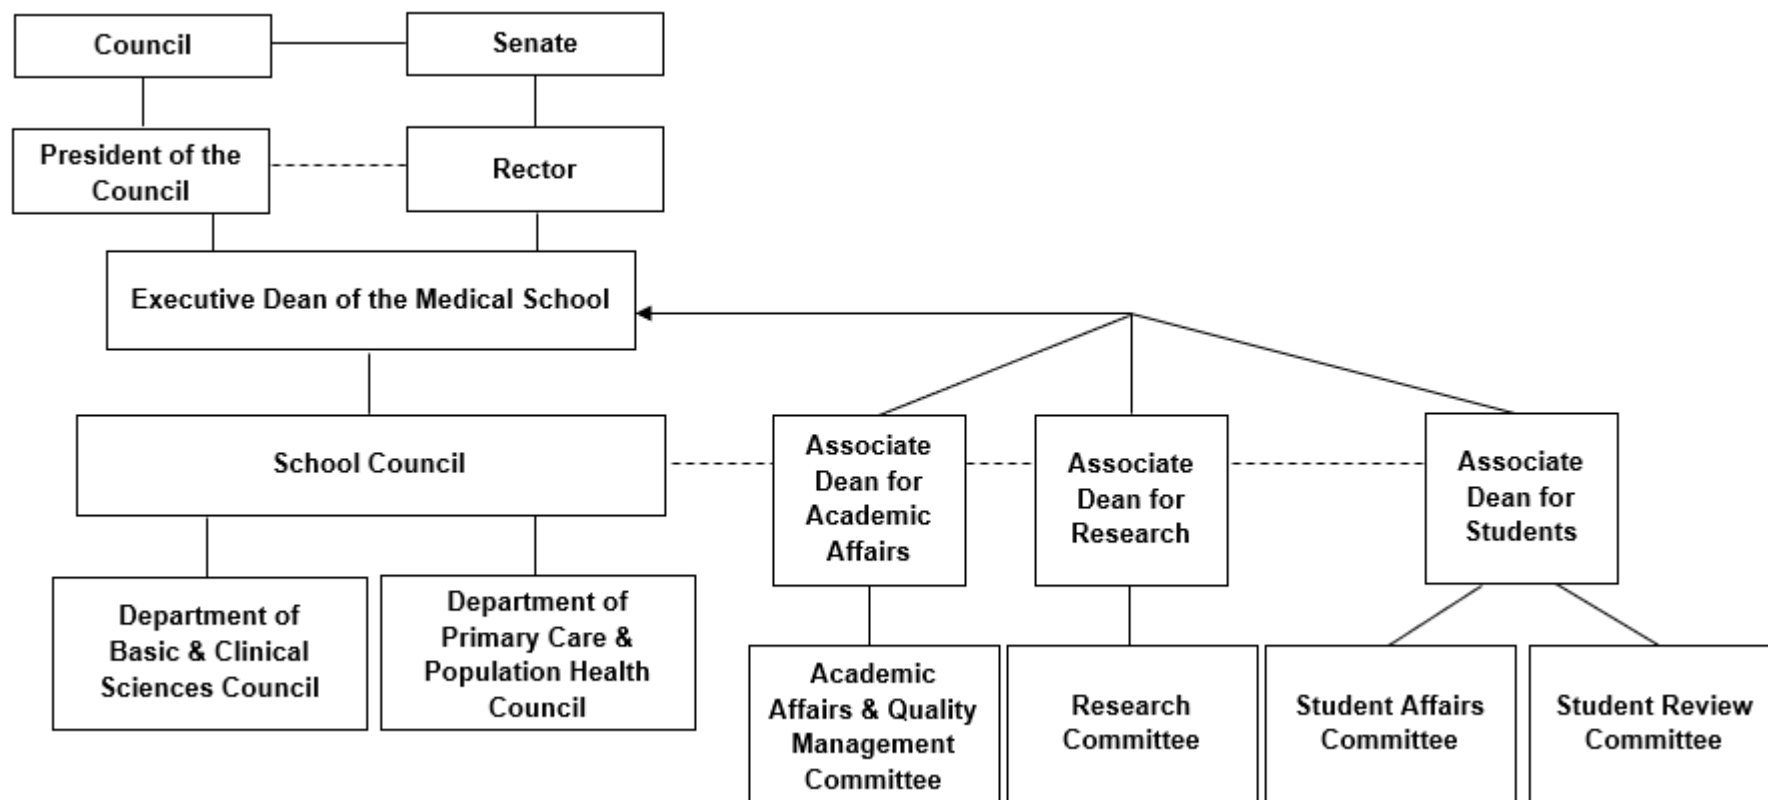 Council
Senate
President of the
Council
Rector
Executive Dean of the Medical School
School Council
Associate
Dean for
Academic
Affairs
Associate
Dean for
Research
Associate
Dean for
Students
Department of
Basic & Clinical
Sciences Council
Department of
Primary Care &
Population Health
Council
Academic
Affairs & Quality
Management
Committee
Research
Committee
Student Affairs
Committee
Student Review
Committee